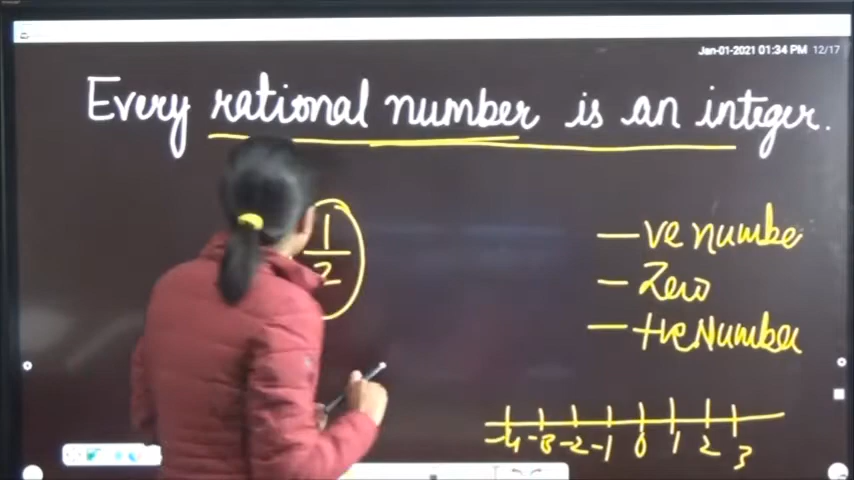 Jan-01-2021 01:34 PM 12/17
Every rational number is an integer.
1
2
— ve number
— Zero
— +ve Number
-4 -3 -2 -1 0 1 2 3